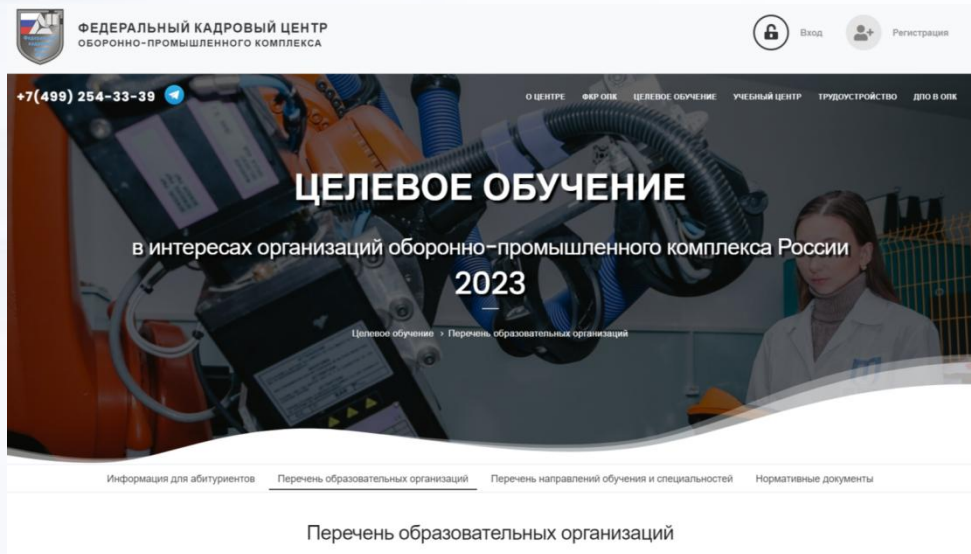 ФЕДЕРАЛЬНЫЙ КАДРОВЫЙ ЦЕНТР
ОБОРОННО-ПРОМЫШЛЕННОГО КОМПЛЕКСА
Вход
Регистрация
+7(499) 254-33-39
О ЦЕНТРЕ ФКР ОПК ЦЕЛЕВОЕ ОБУЧЕНИЕ УЧЕБНЫЙ ЦЕНТР ТРУДОУСТРОЙСТВО ДПО В ОПК
ЦЕЛЕВОЕ ОБУЧЕНИЕ
в интересах организаций оборонно-промышленного комплекса России
2023
Целевое обучение › Перечень образовательных организаций
Информация для абитуриентов Перечень образовательных организаций Перечень направлений обучения и специальностей Нормативные документы
Перечень образовательных организаций